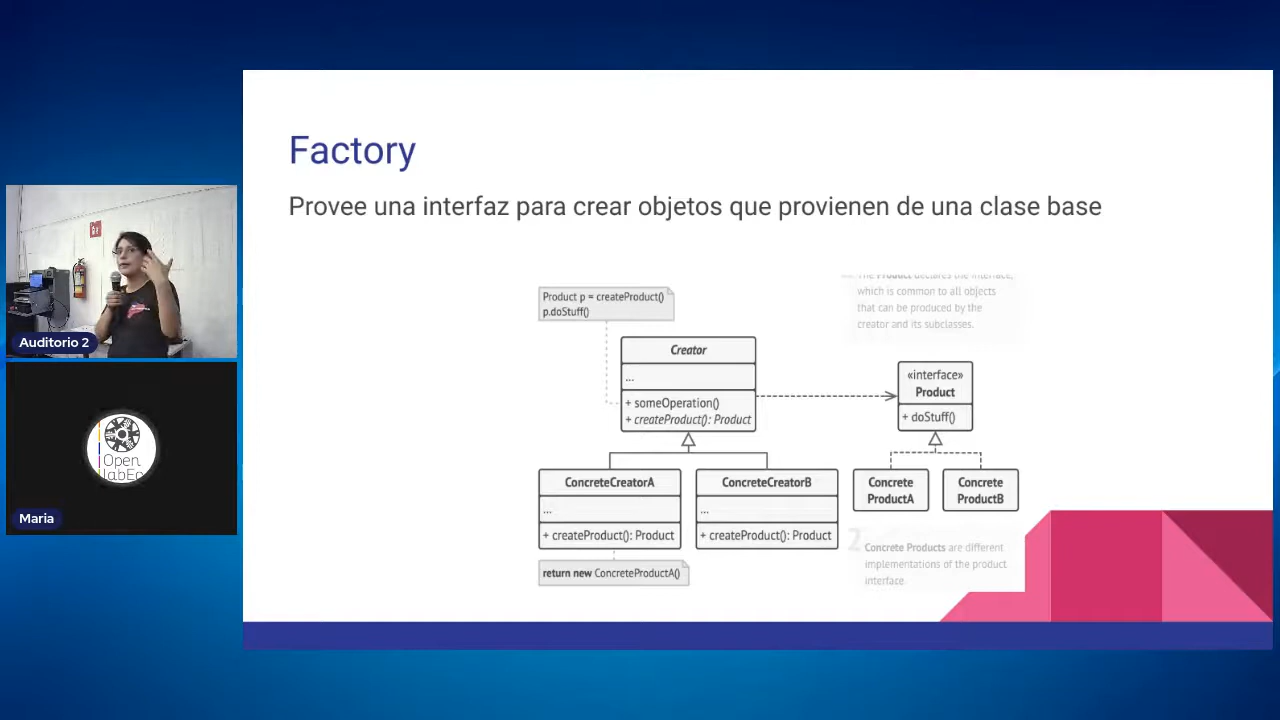 Factory
Provee una interfaz para crear objetos que provienen de una clase base
Product p = createProduct()
p.doStuff()
Creator
...
+ someOperation()
+ createProduct(): Product
The Product declares the interface,
which is common to all objects
that can be produced by the
creator and its subclasses.
«interface»
Product
+ doStuff()
ConcreteCreatorA
...
+ createProduct(): Product
ConcreteCreatorB
...
+ createProduct(): Product
Concrete
ProductA
Concrete
ProductB
return new ConcreteProductA()
2
Concrete Products are different
implementations of the product
interface.
Auditorio 2
Open
labEc
Maria